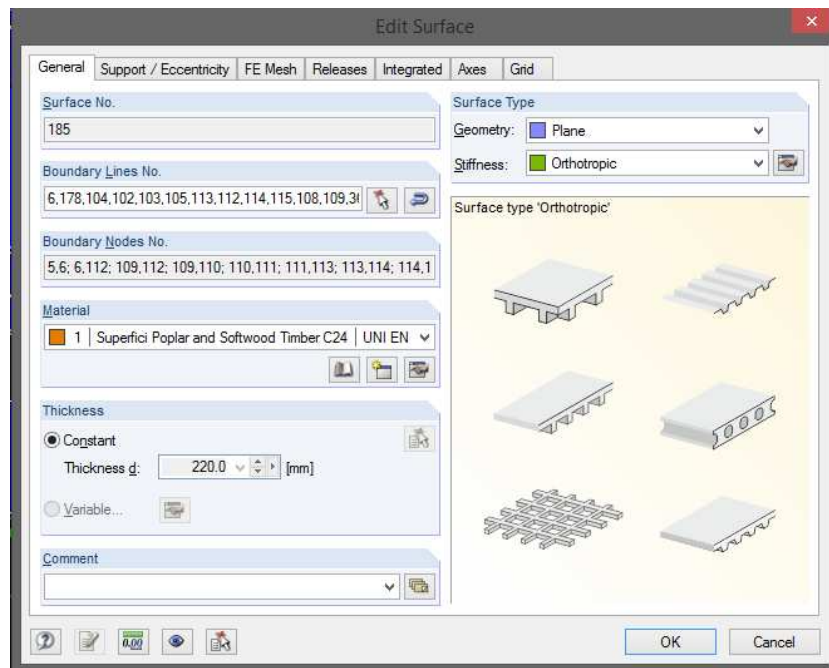 Edit Surface
General Support / Eccentricity FE Mesh Releases Integrated Axes Grid
Surface No.
185
Boundary Lines No.
6,178,104,102,103,105,113,112,114,115,108,109,3
Boundary Nodes No.
5,6; 6,112; 109,112; 109,110; 110,111; 111,113; 113,114; 114,1
Material
1 Superfici Poplar and Softwood Timber C24 UNI EN
Thickness
Constant
Thickness d: 220.0 [mm]
Variable...
Comment
Surface Type
Geometry: Plane
Stiffness: Orthotropic
Surface type 'Orthotropic'
0.00
OK Cancel